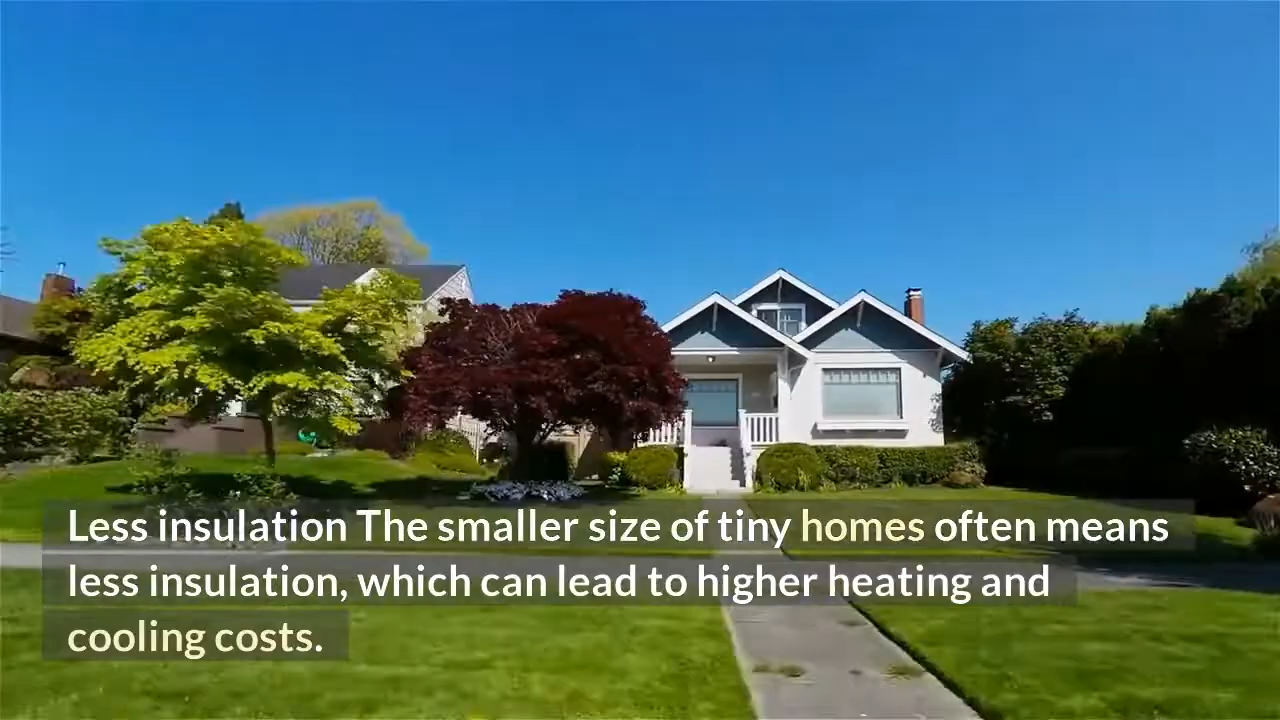 Less insulation The smaller size of tiny homes often means
less insulation, which can lead to higher heating and
cooling costs.